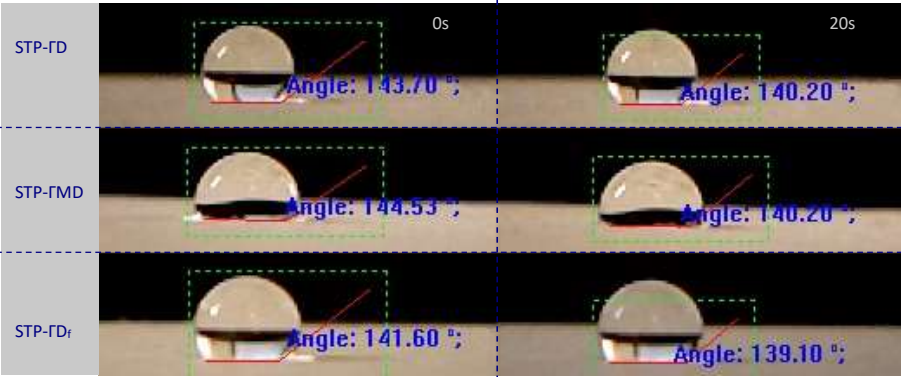 0s
20s
STP-ΓD
Angle: 143.70 °;
Angle: 140.20 °;
STP-ΓMD
Angle: 144.53 °;
Angle: 140.20 °;
STP-ΓDf
Angle: 141.60 °;
Angle: 139.10 °;